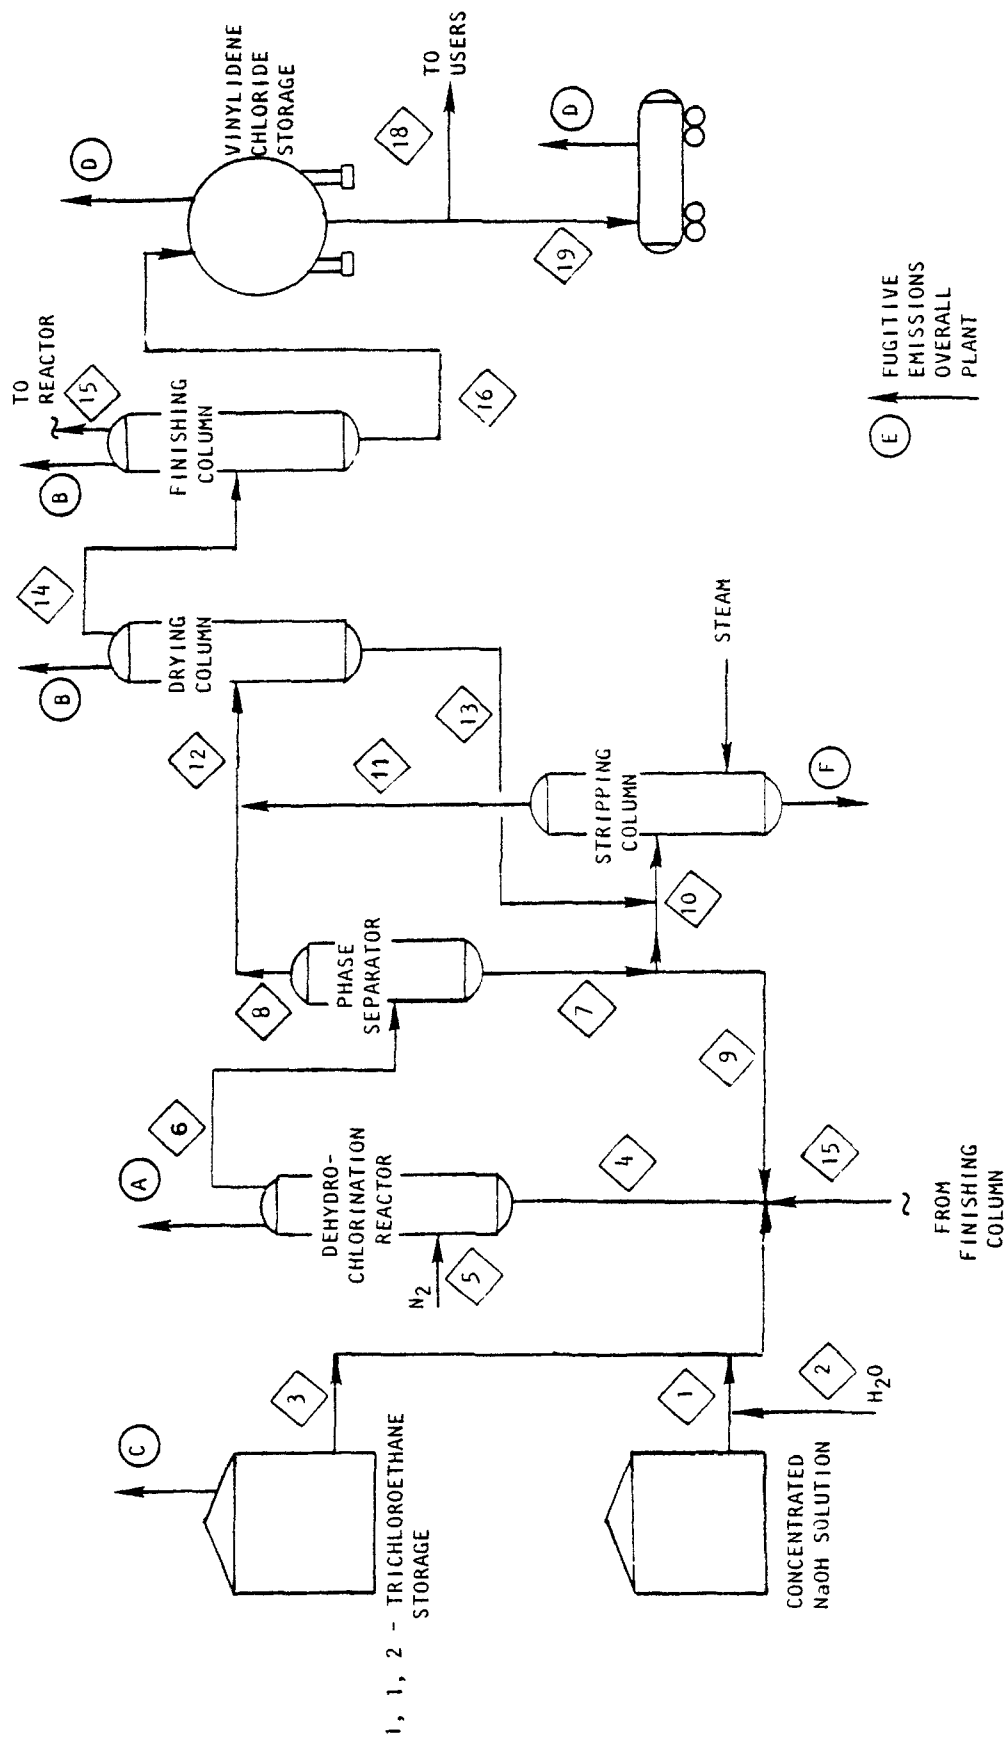 C
3
1, 1, 2 - TRICHLOROETHANE
STORAGE
1
2
H2O
CONCENTRATED
NaOH SOLUTION
A
DEHYDRO-
CHLORINATION
REACTOR
N2
5
4
15
FROM
FINISHING
COLUMN
6
8
PHASE
SEPARATOR
7
9
10
11
12
13
STRIPPING
COLUMN
STEAM
F
B
DRYING
COLUMN
14
B
FINISHING
COLUMN
TO
REACTOR
15
16
D
VINYLIDENE
CHLORIDE
STORAGE
18
TO
USERS
19
D
E
FUGITIVE
EMISSIONS
OVERALL
PLANT